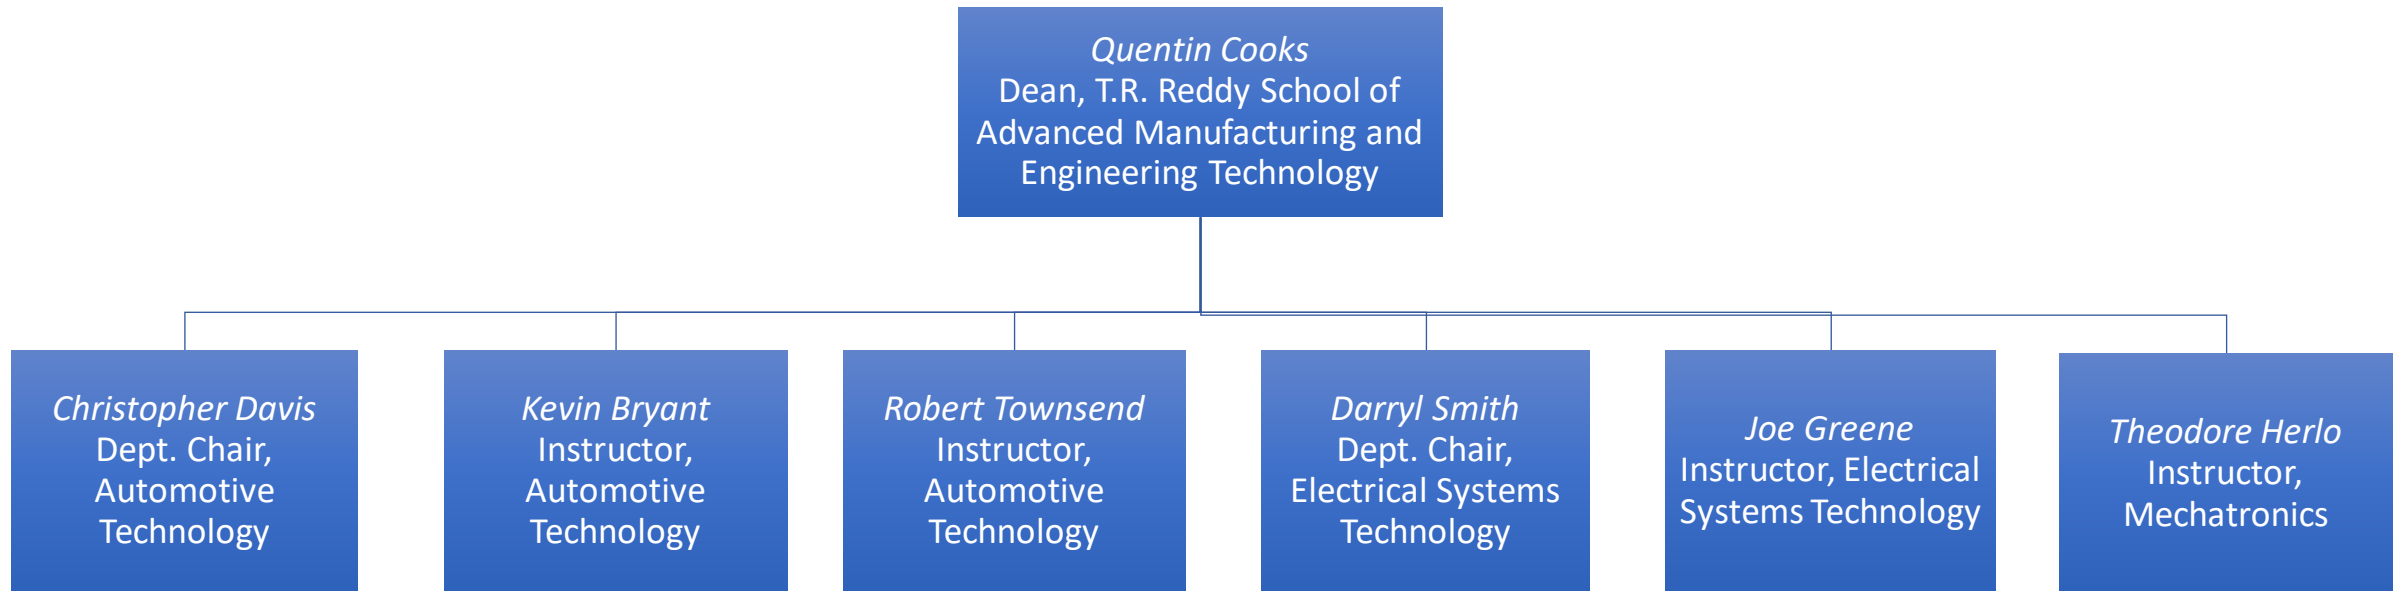 Quentin Cooks
Dean, T.R. Reddy School of
Advanced Manufacturing and
Engineering Technology
Christopher Davis
Dept. Chair,
Automotive
Technology
Kevin Bryant
Instructor,
Automotive
Technology
Robert Townsend
Instructor,
Automotive
Technology
Darryl Smith
Dept. Chair,
Electrical Systems
Technology
Joe Greene
Instructor, Electrical
Systems Technology
Theodore Herlo
Instructor,
Mechatronics